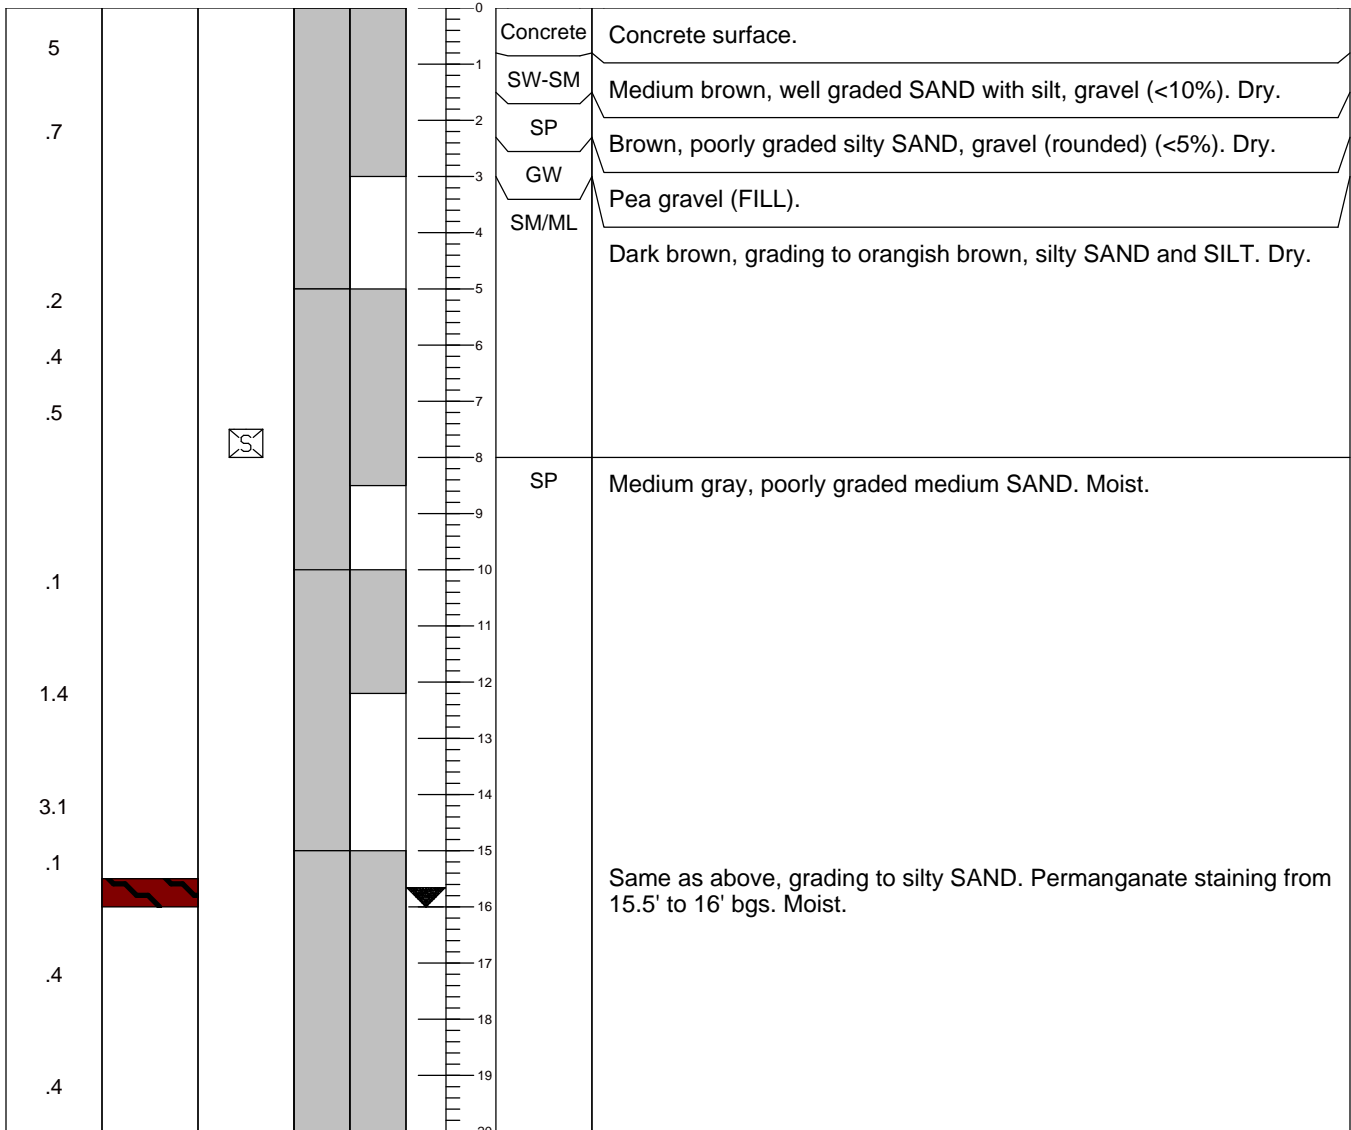 0
5
Concrete
Concrete surface.
1
SW-SM
Medium brown, well graded SAND with silt, gravel (<10%). Dry.
2
.7
SP
Brown, poorly graded silty SAND, gravel (rounded) (<5%). Dry.
3
GW
Pea gravel (FILL).
4
SM/ML
Dark brown, grading to orangish brown, silty SAND and SILT. Dry.
5
.2
6
.4
7
.5
S
8
SP
Medium gray, poorly graded medium SAND. Moist.
9
10
.1
11
12
1.4
13
14
3.1
15
.1
Same as above, grading to silty SAND. Permanganate staining from
15.5' to 16' bgs. Moist.
16
17
.4
18
19
.4
20